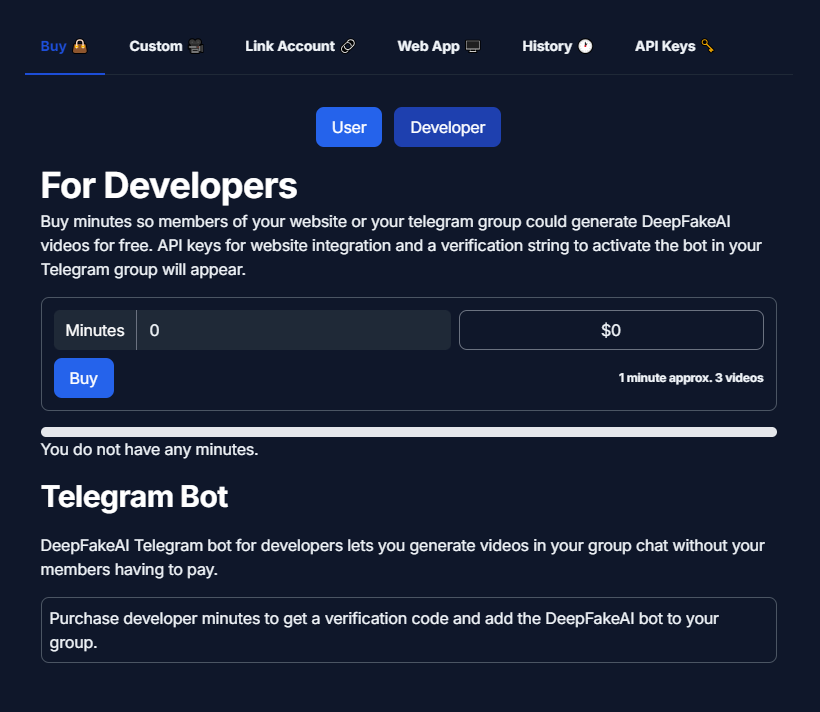 Buy Custom Link Account Web App History API Keys
User Developer
For Developers
Buy minutes so members of your website or your telegram group could generate DeepFakeAI
videos for free. API keys for website integration and a verification string to activate the bot in your
Telegram group will appear.
Minutes 0 $0
Buy 1 minute approx. 3 videos
You do not have any minutes.
Telegram Bot
DeepFakeAI Telegram bot for developers lets you generate videos in your group chat without your
members having to pay.
Purchase developer minutes to get a verification code and add the DeepFakeAI bot to your
group.